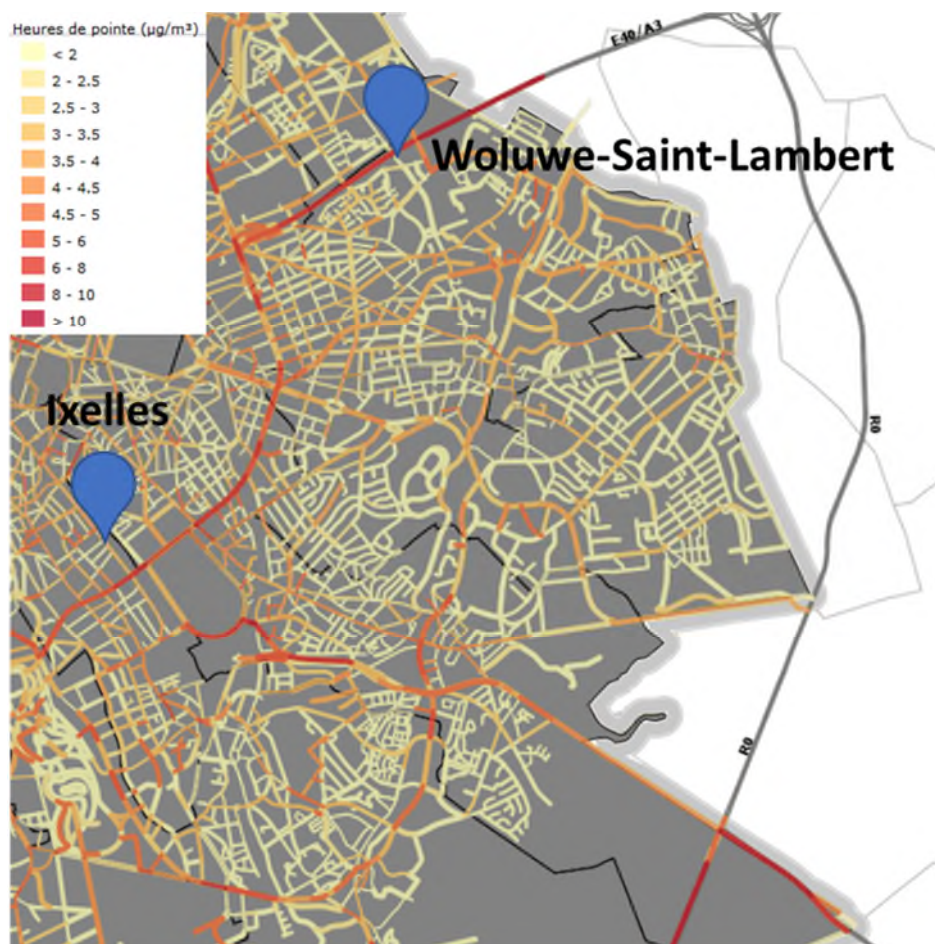 Heures de pointe (µg/m³)
< 2
2 - 2.5
2.5 - 3
3 - 3.5
3.5 - 4
4 - 4.5
4.5 - 5
5 - 6
6 - 8
8 - 10
> 10
E40/A3
Woluwe-Saint-Lambert
Ixelles
R0
R0